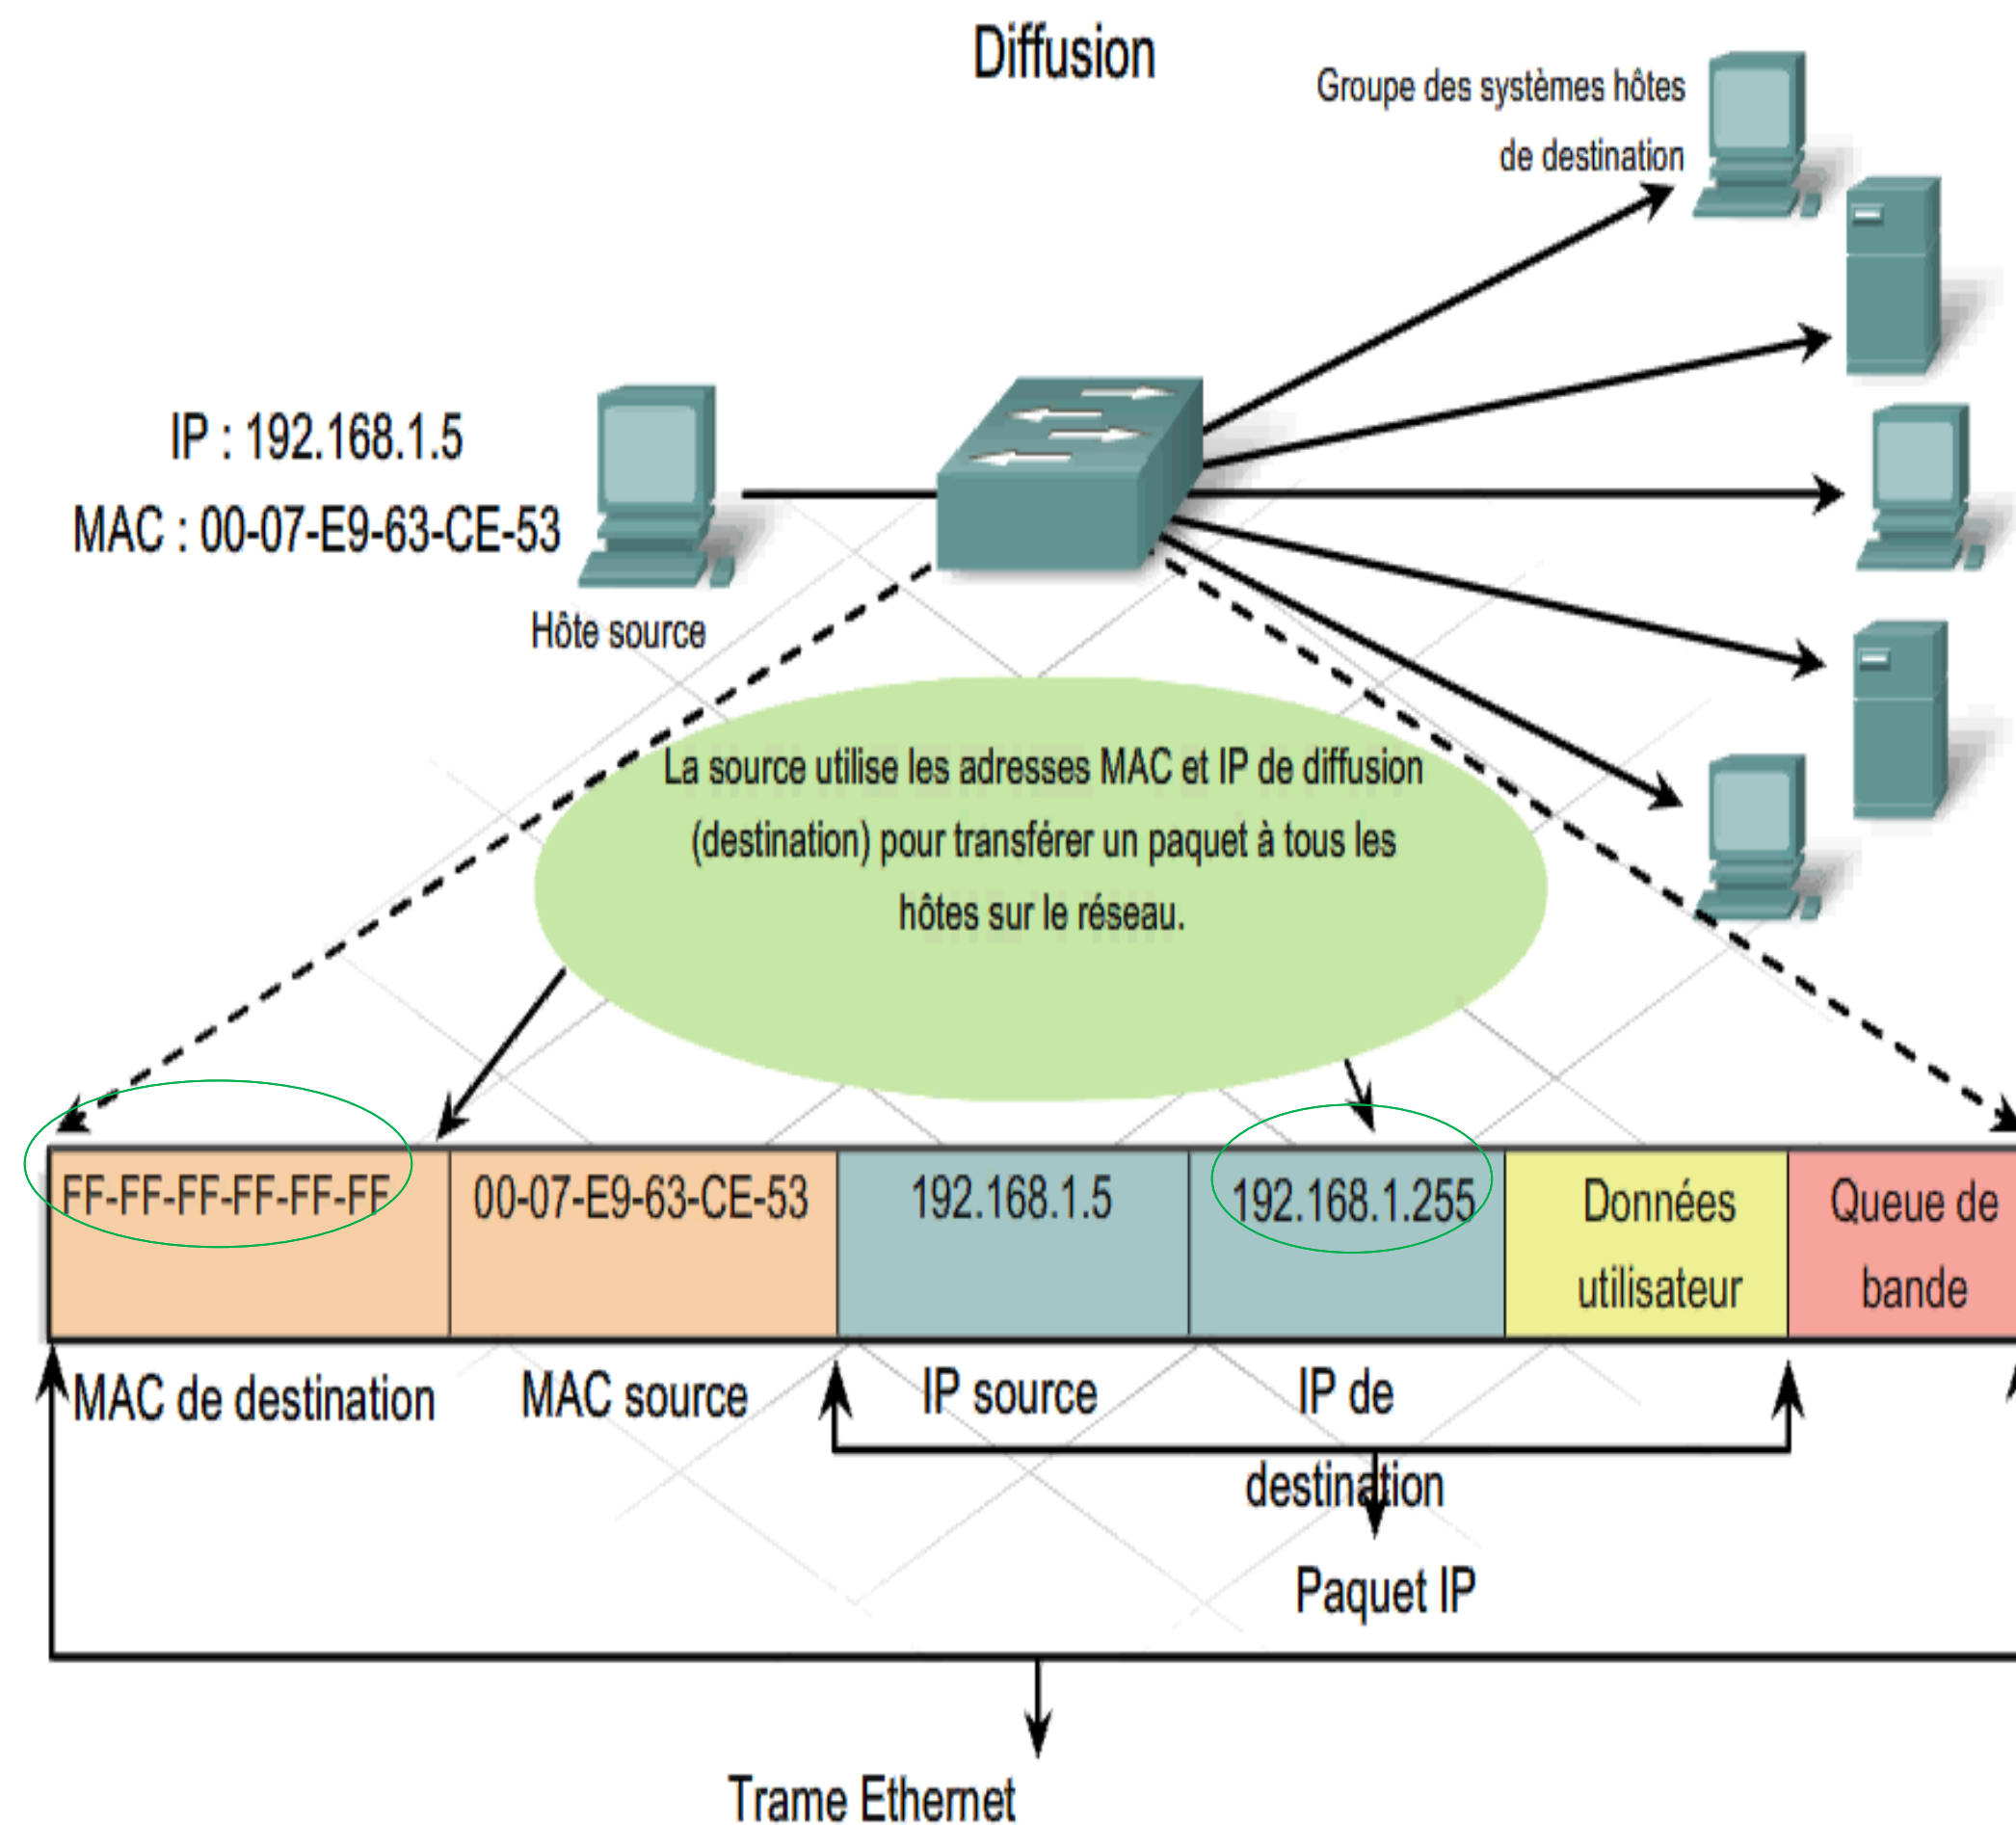 Diffusion
Groupe des systèmes hôtes
de destination
IP : 192.168.1.5
MAC : 00-07-E9-63-CE-53
Hôte source
La source utilise les adresses MAC et IP de diffusion
(destination) pour transférer un paquet à tous les
hôtes sur le réseau.
FF-FF-FF-FF-FF-FF
00-07-E9-63-CE-53
192.168.1.5
192.168.1.255
Données
utilisateur
Queue de
bande
MAC de destination
MAC source
IP source
IP de
destination
Paquet IP
Trame Ethernet